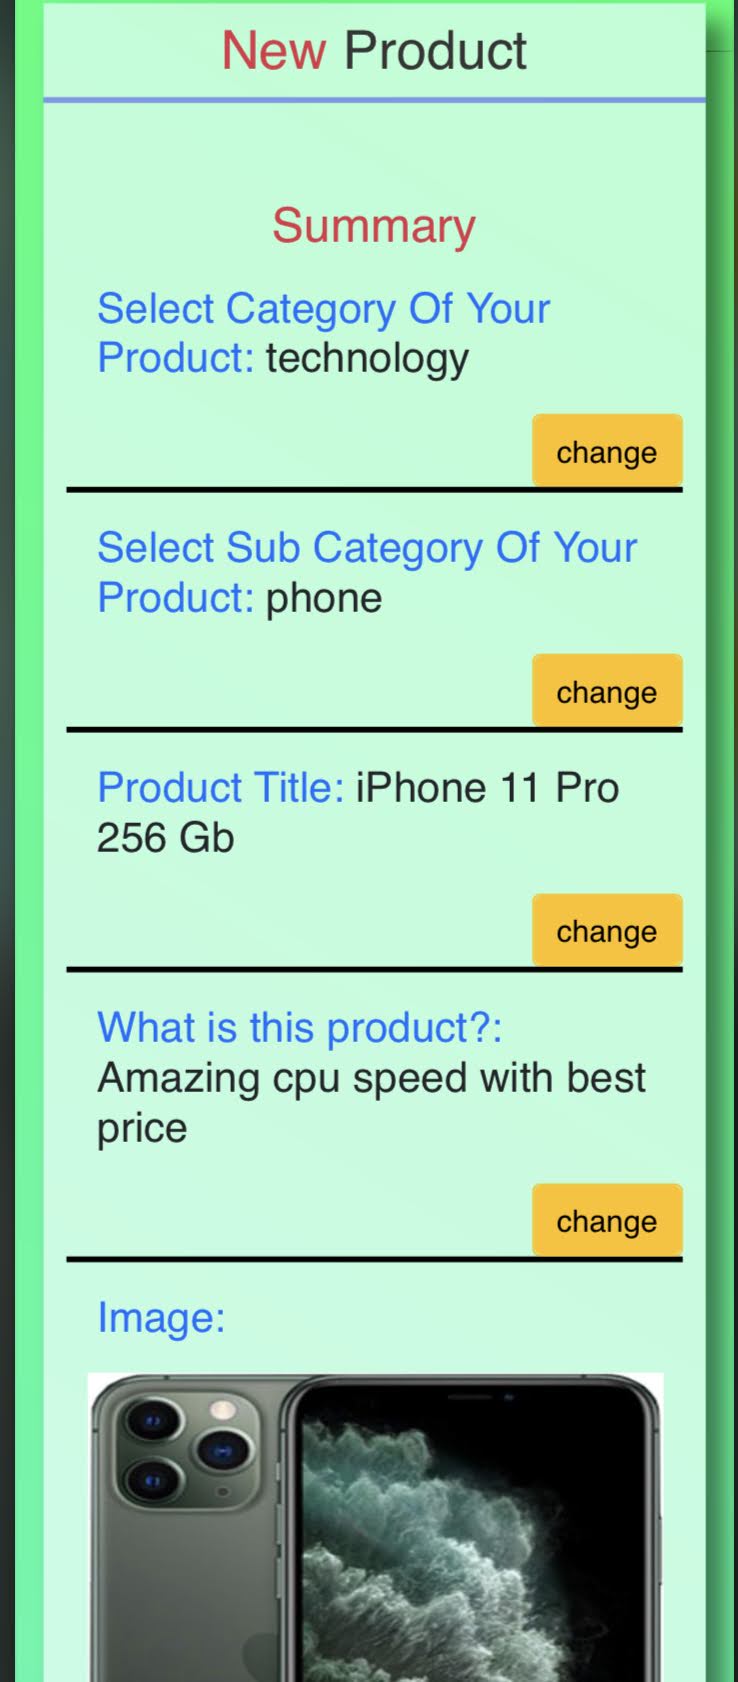 New Product
Summary
Select Category Of Your
Product: technology
change
Select Sub Category Of Your
Product: phone
change
Product Title: iPhone 11 Pro
256 Gb
change
What is this product?:
Amazing cpu speed with best
price
change
Image: